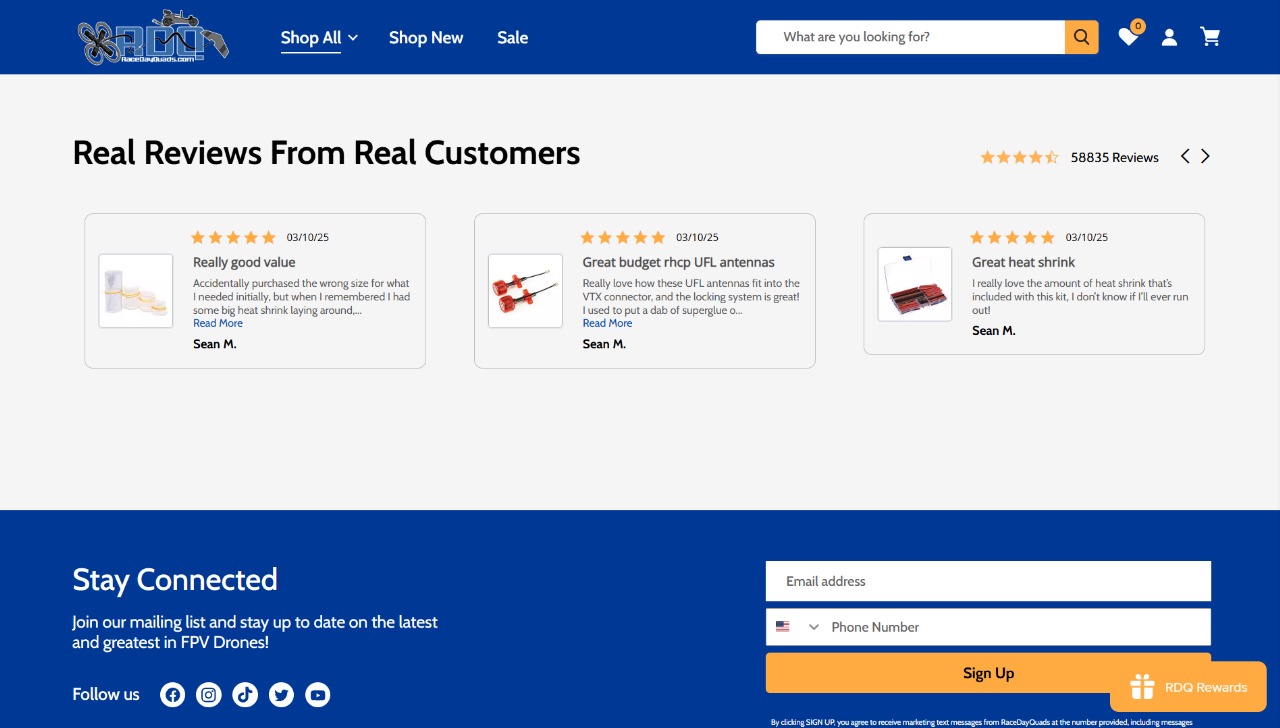 RDQ
RaceDayQuads.com
Shop All
Shop New
Sale
What are you looking for?
0
Real Reviews From Real Customers
58835 Reviews
03/10/25
Really good value
Accidentally purchased the wrong size for what
I needed initially, but when I remembered I had
some big heat shrink laying around,...
Read More
Sean M.
03/10/25
Great budget rhcp UFL antennas
Really love how these UFL antennas fit into the
VTX connector, and the locking system is great!
I used to put a dab of superglue o...
Read More
Sean M.
03/10/25
Great heat shrink
I really love the amount of heat shrink that's
included with this kit, I don't know if I'll ever run
out!
Sean M.
Stay Connected
Join our mailing list and stay up to date on the latest
and greatest in FPV Drones!
Follow us
Email address
Phone Number
Sign Up
RDQ Rewards
By clicking SIGN UP, you agree to receive marketing text messages from RaceDayQuads at the number provided, including messages